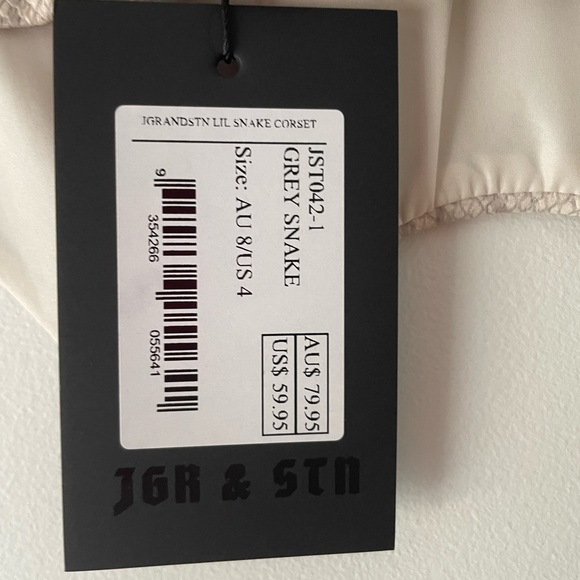 JGRANDSTN LIL SNAKE CORSET
JST042-1
GREY SNAKE
Size: AU 8/US 4
AU$ 79.95
US$ 59.95
9 354266 055641
JGR & STN